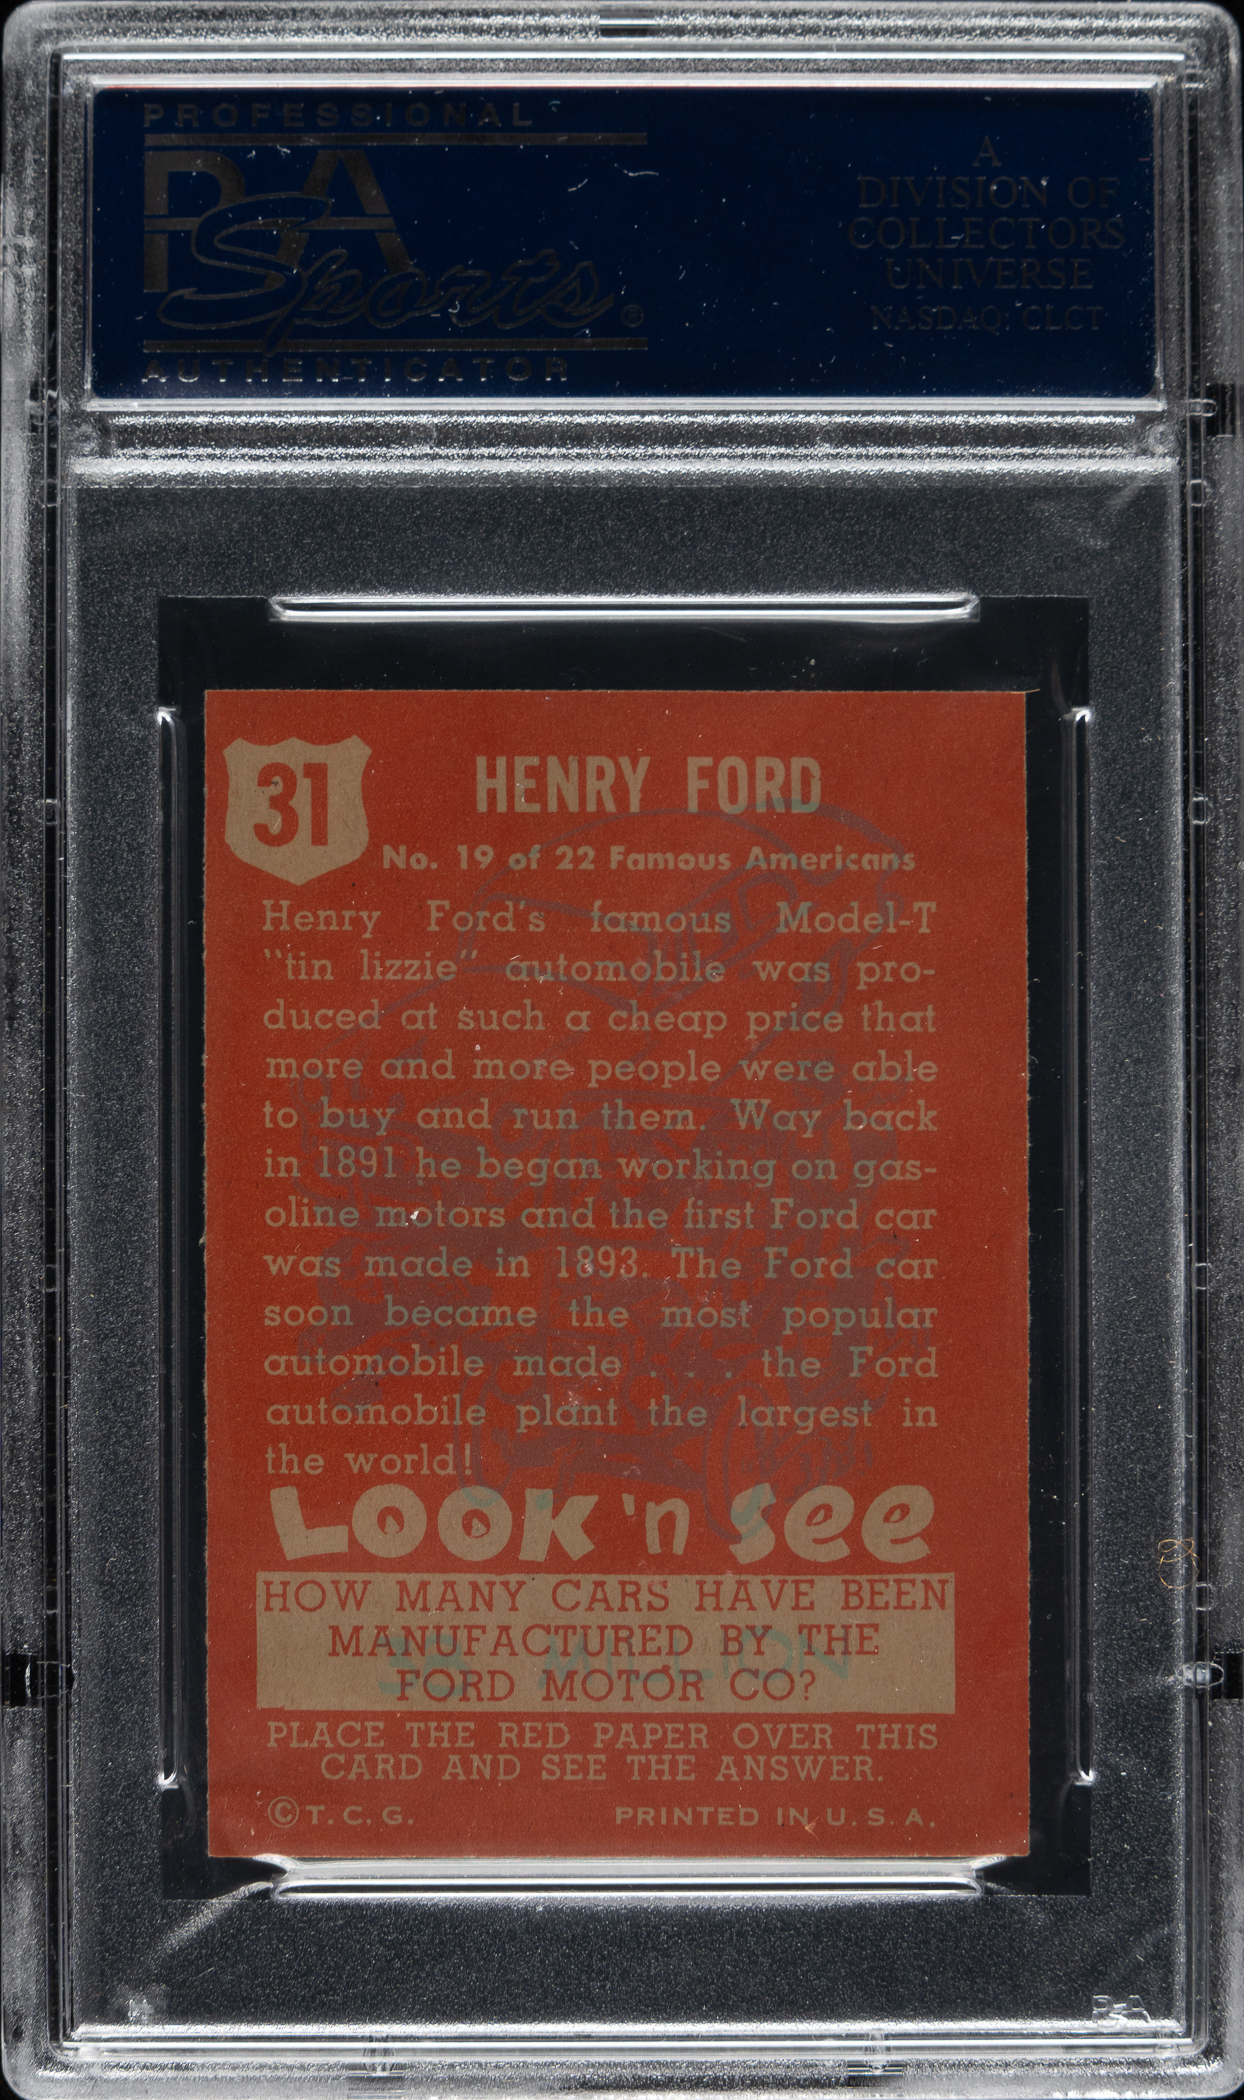 PROFESSIONAL
PSA
Sports®
AUTHENTICATOR
A
DIVISION OF
COLLECTORS
UNIVERSE
NASDAQ: CLCT
31
HENRY FORD
No. 19 of 22 Famous Americans
Henry Ford's famous Model-T
"tin lizzie" automobile was pro-
duced at such a cheap price that
more and more people were able
to buy and run them. Way back
in 1891 he began working on gas-
oline motors and the first Ford car
was made in 1893. The Ford car
soon became the most popular
automobile made . . . the Ford
automobile plant the largest in
the world!
LOOK 'n See
HOW MANY CARS HAVE BEEN
MANUFACTURED BY THE
FORD MOTOR CO?
MILLION
PLACE THE RED PAPER OVER THIS
CARD AND SEE THE ANSWER.
© T. C. G.
PRINTED IN U. S. A.
PSA